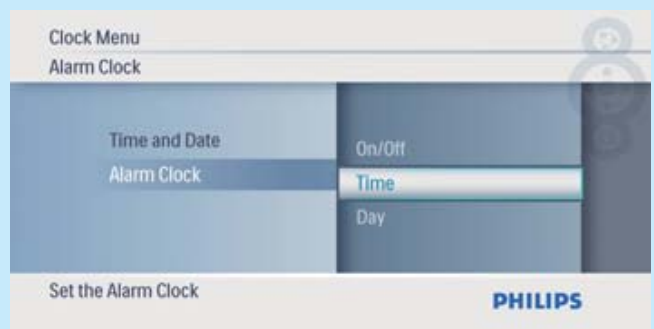 Clock Menu
Alarm Clock
Time and Date
Alarm Clock
On/Off
Time
Day
Set the Alarm Clock
PHILIPS